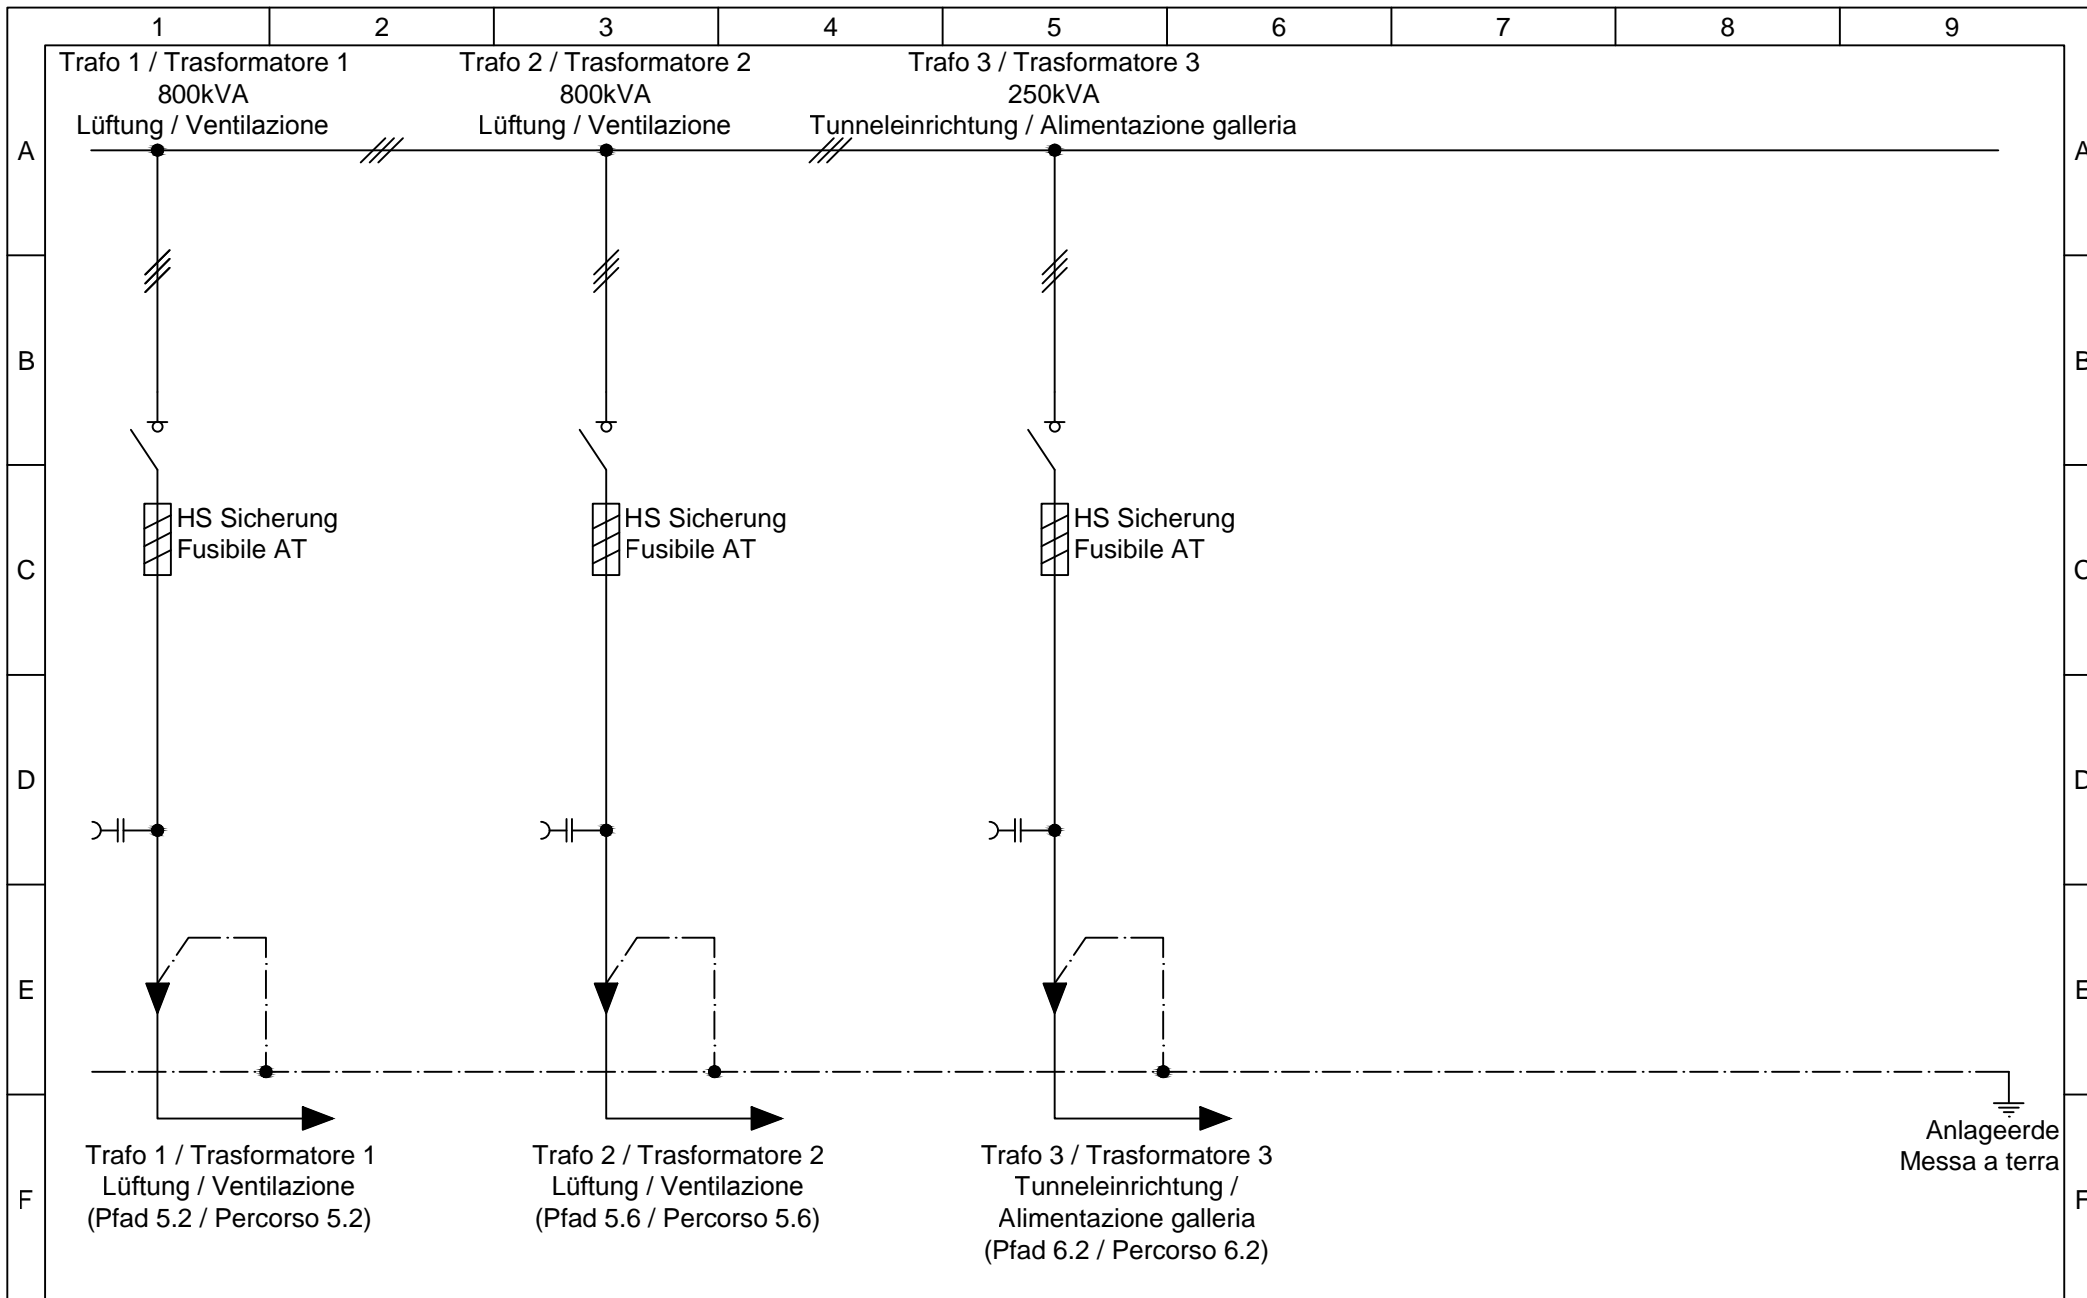 1 2 3 4 5 6 7 8 9
Trafo 1 / Trasformatore 1
800kVA
Lüftung / Ventilazione
Trafo 2 / Trasformatore 2
800kVA
Lüftung / Ventilazione
Trafo 3 / Trasformatore 3
250kVA
Tunneleinrichtung / Alimentazione galleria
A A
B B
HS Sicherung
Fusibile AT
HS Sicherung
Fusibile AT
HS Sicherung
Fusibile AT
C C
D D
E E
Anlageerde
Messa a terra
Trafo 1 / Trasformatore 1
Lüftung / Ventilazione
(Pfad 5.2 / Percorso 5.2)
Trafo 2 / Trasformatore 2
Lüftung / Ventilazione
(Pfad 5.6 / Percorso 5.6)
Trafo 3 / Trasformatore 3
Tunneleinrichtung /
Alimentazione galleria
(Pfad 6.2 / Percorso 6.2)
F F